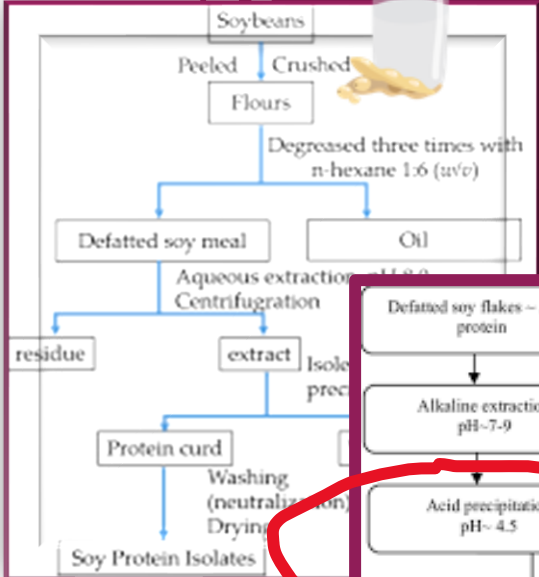 Soybeans
Peeled Crushed
Flours
Degreased three times with
n-hexane 1:6 (w/v)
Defatted soy meal
Oil
Aqueous extraction
Centrifugration
residue
extract
Protein curd
Washing
(neutralization)
Drying
Soy Protein Isolates
Defatted soy flakes ~
protein
Alkaline
pH~7-9
Acid
pH~ 4.5